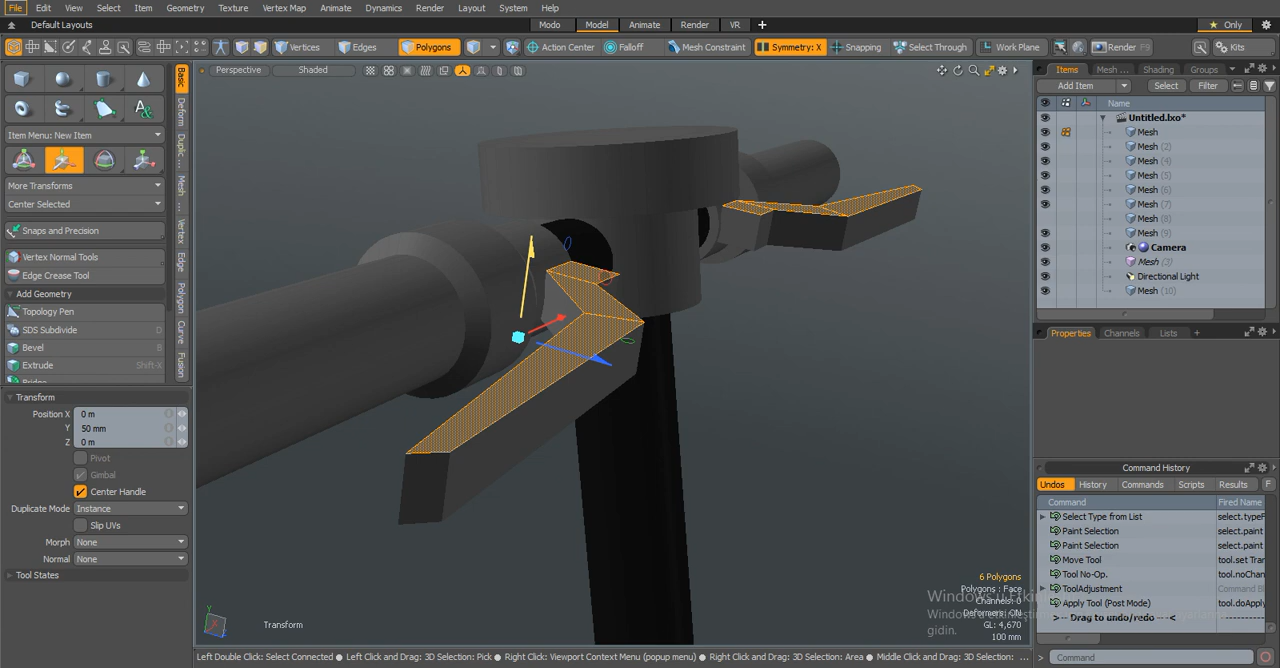 File Edit View Select Item Geometry Texture Vertex Map Animate Dynamics Render Layout System Help
Default Layouts Modo Model Animate Render VR + ★ Only
Vertices Edges Polygons Action Center Falloff Mesh Constraint Symmetry: X Snapping Select Through Work Plane Render F9 Kits
Perspective Shaded
Items Mesh ... Shading Groups
Add Item Select Filter
Name
Untitled.lxo*
Mesh
Mesh (2)
Mesh (4)
Mesh (5)
Mesh (6)
Mesh (7)
Mesh (8)
Mesh (9)
Camera
Mesh (3)
Directional Light
Mesh (10)
Properties Channels Lists +
Command History
Undos History Commands Scripts Results F
Command Fired Name
Select Type from List select.typeF
Paint Selection select.paint
Paint Selection select.paint
Move Tool tool.set Tran
Tool No-Op. tool.noChan
ToolAdjustment Command Bl
Apply Tool (Post Mode) tool.doApply
>-- Drag to undo/redo ---<
> Command
Basic
Deform
Duplic...
Mesh ...
Vertex
Edge
Polygon
Curve
Fusion
Item Menu: New Item
More Transforms
Center Selected
Snaps and Precision
Vertex Normal Tools
Edge Crease Tool
Add Geometry
Topology Pen
SDS Subdivide D
Bevel B
Extrude Shift-X
Bridge
Transform
Position X 0 m
Y 50 mm
Z 0 m
Pivot
Gimbal
Center Handle
Duplicate Mode Instance
Slip UVs
Morph None
Normal None
Tool States
Y
X
Z
Transform
6 Polygons
Polygons : Face
Channels: 0
Deformers: ON
GL: 4,670
100 mm
gidin.
Left Double Click: Select Connected ● Left Click and Drag: 3D Selection: Pick ● Right Click: Viewport Context Menu (popup menu) ● Right Click and Drag: 3D Selection: Area ● Middle Click and Drag: 3D Selection: ...